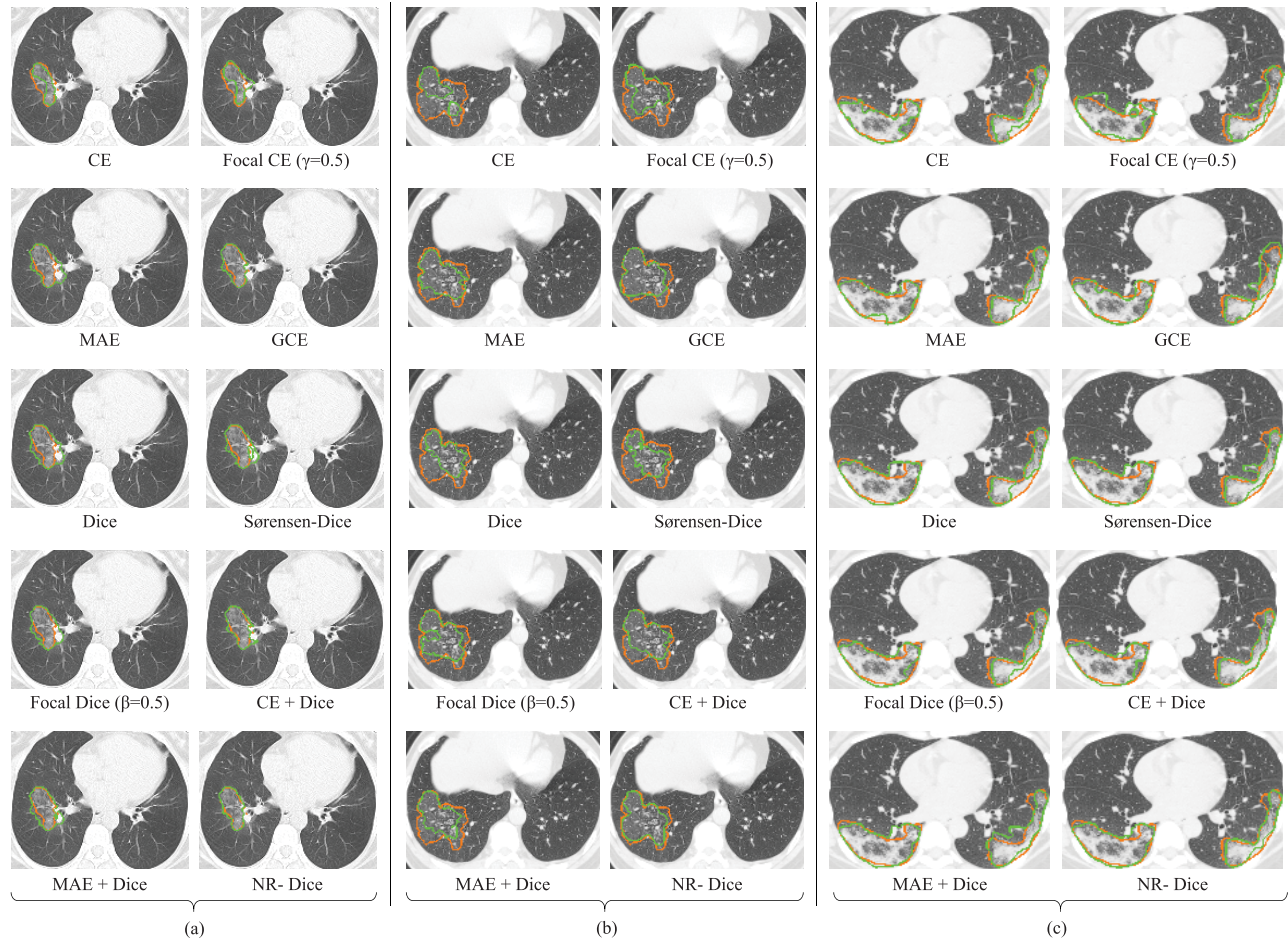 CE
Focal CE (γ=0.5)
MAE
GCE
Dice
Sørensen-Dice
Focal Dice (β=0.5)
CE + Dice
MAE + Dice
NR- Dice
(a)
CE
Focal CE (γ=0.5)
MAE
GCE
Dice
Sørensen-Dice
Focal Dice (β=0.5)
CE + Dice
MAE + Dice
NR- Dice
(b)
CE
Focal CE (γ=0.5)
MAE
GCE
Dice
Sørensen-Dice
Focal Dice (β=0.5)
CE + Dice
MAE + Dice
NR- Dice
(c)